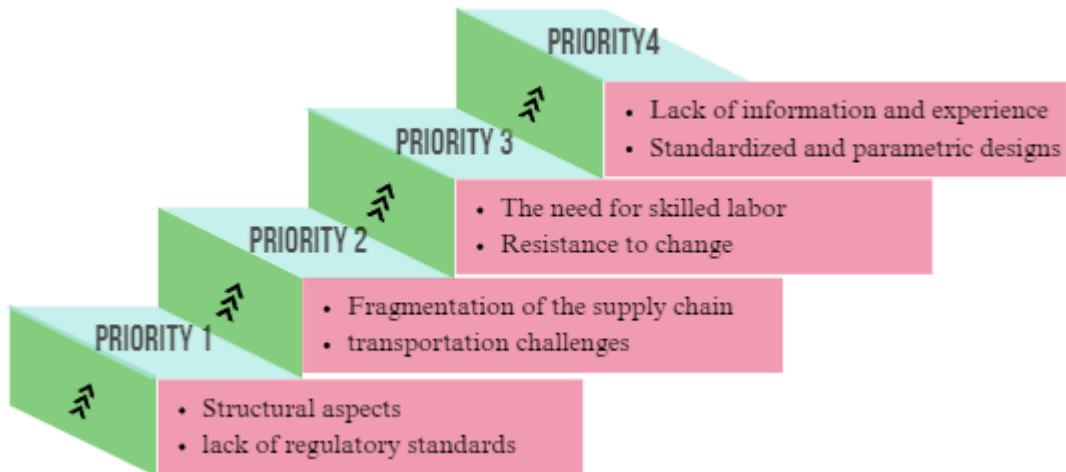 PRIORITY4
• Lack of information and experience
• Standardized and parametric designs
PRIORITY 3
• The need for skilled labor
• Resistance to change
PRIORITY 2
• Fragmentation of the supply chain
• transportation challenges
PRIORITY 1
• Structural aspects
• lack of regulatory standards